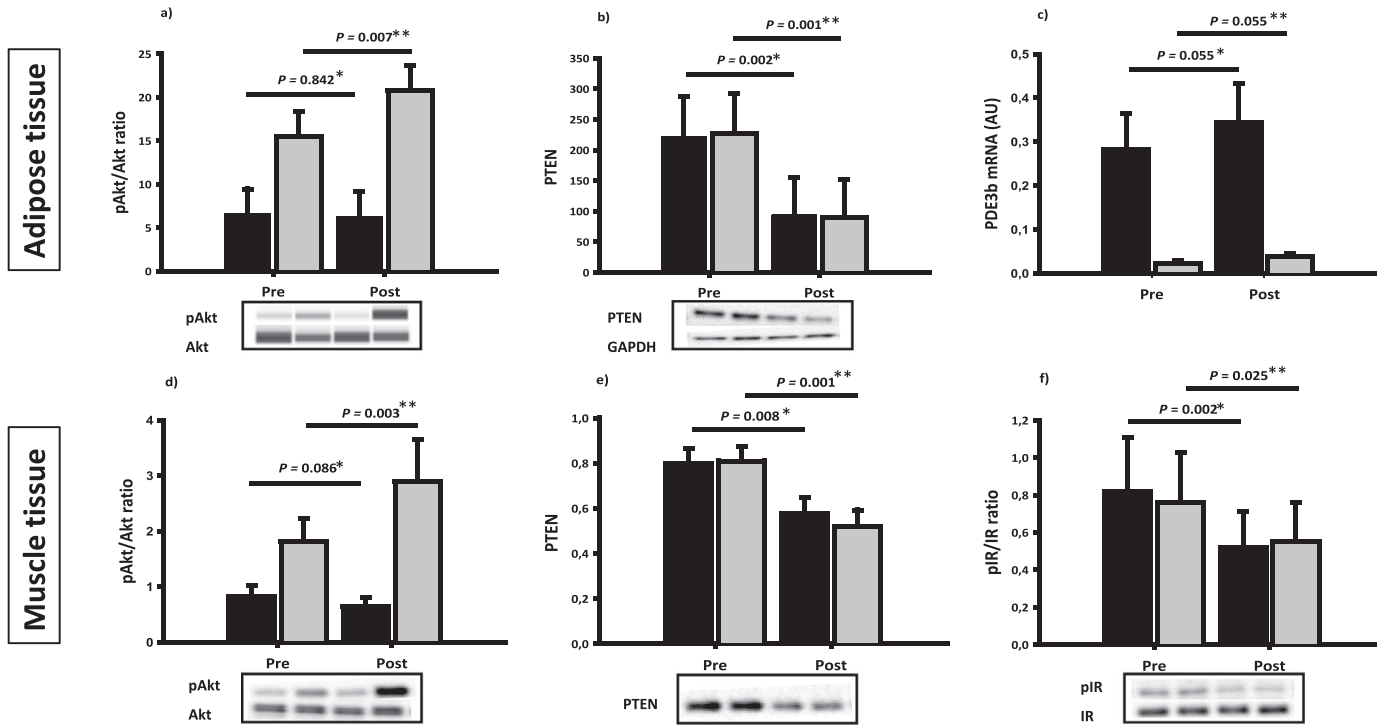 Adipose tissue
a)
P = 0.007**
P = 0.842*
pAkt/Akt ratio
25
20
15
10
5
0
Pre Post
pAkt
Akt
b)
P = 0.001**
P = 0.002*
PTEN
350
300
250
200
150
100
50
0
Pre Post
PTEN
GAPDH
c)
P = 0.055**
P = 0.055*
PDE3b mRNA (AU)
0,5
0,4
0,3
0,2
0,1
0,0
Pre Post
Muscle tissue
d)
P = 0.003**
P = 0.086*
pAkt/Akt ratio
4
3
2
1
0
Pre Post
pAkt
Akt
e)
P = 0.001**
P = 0.008 *
PTEN
1,0
0,8
0,6
0,4
0,2
0,0
Pre Post
PTEN
f)
P = 0.025**
P = 0.002*
pIR/IR ratio
1,2
1,0
0,8
0,6
0,4
0,2
0,0
Pre Post
pIR
IR